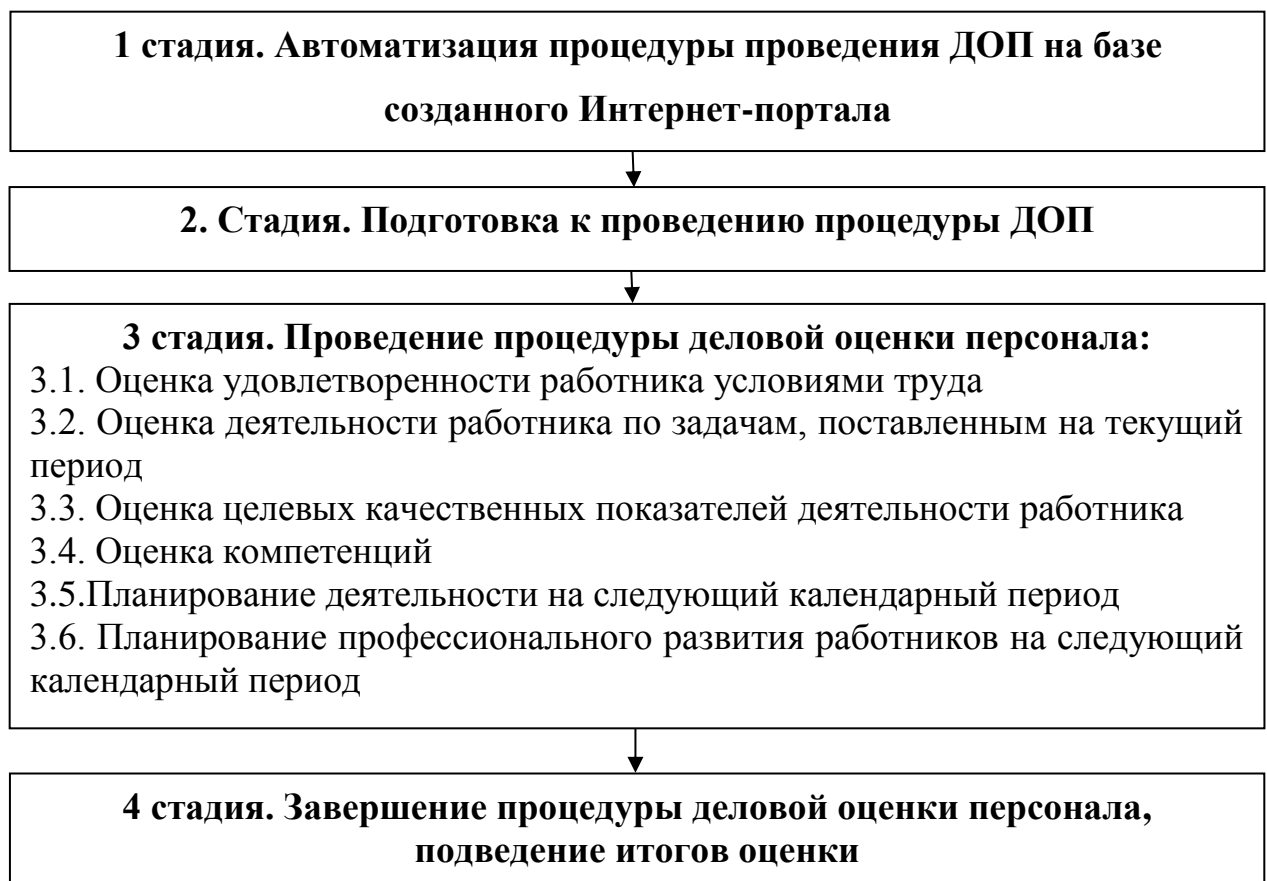 1 стадия. Автоматизация процедуры проведения ДОП на базе
созданного Интернет-портала
2. Стадия. Подготовка к проведению процедуры ДОП
3 стадия. Проведение процедуры деловой оценки персонала:
3.1. Оценка удовлетворенности работника условиями труда
3.2. Оценка деятельности работника по задачам, поставленным на текущий
период
3.3. Оценка целевых качественных показателей деятельности работника
3.4. Оценка компетенций
3.5.Планирование деятельности на следующий календарный период
3.6. Планирование профессионального развития работников на следующий
календарный период
4 стадия. Завершение процедуры деловой оценки персонала,
подведение итогов оценки